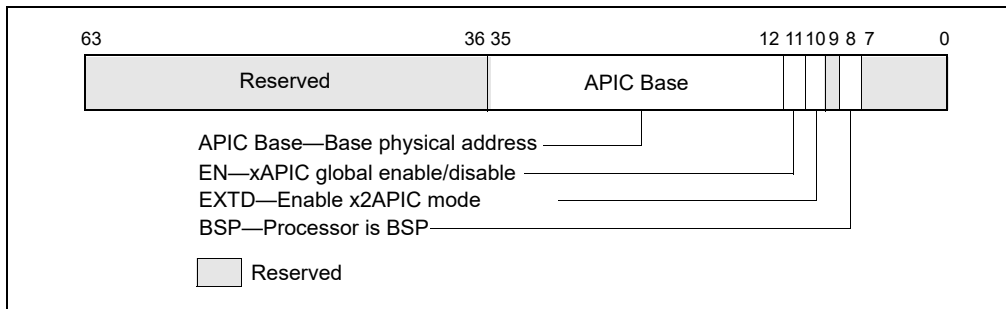 63 36 35 12 11 10 9 8 7 0
Reserved APIC Base
APIC Base—Base physical address
EN—xAPIC global enable/disable
EXTD—Enable x2APIC mode
BSP—Processor is BSP
Reserved